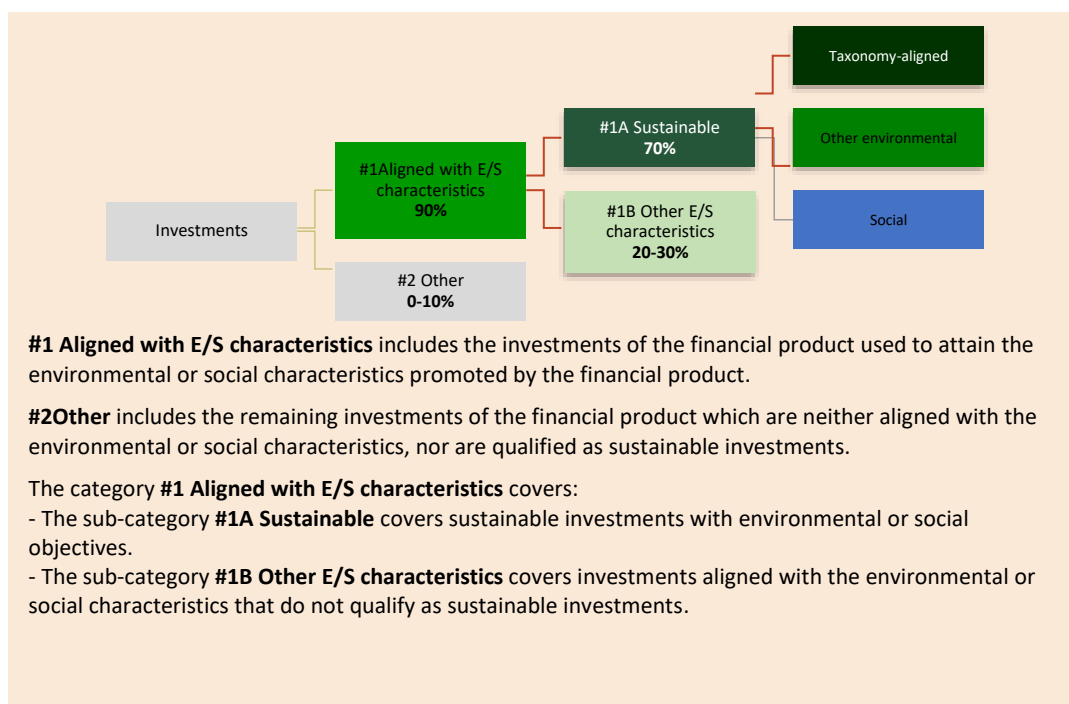 Taxonomy-aligned
#1A Sustainable
70%
Other environmental
#1Aligned with E/S
characteristics
90%
#1B Other E/S
characteristics
20-30%
Social
Investments
#2 Other
0-10%
#1 Aligned with E/S characteristics includes the investments of the financial product used to attain the
environmental or social characteristics promoted by the financial product.
#2Other includes the remaining investments of the financial product which are neither aligned with the
environmental or social characteristics, nor are qualified as sustainable investments.
The category #1 Aligned with E/S characteristics covers:
- The sub-category #1A Sustainable covers sustainable investments with environmental or social
objectives.
- The sub-category #1B Other E/S characteristics covers investments aligned with the environmental or
social characteristics that do not qualify as sustainable investments.